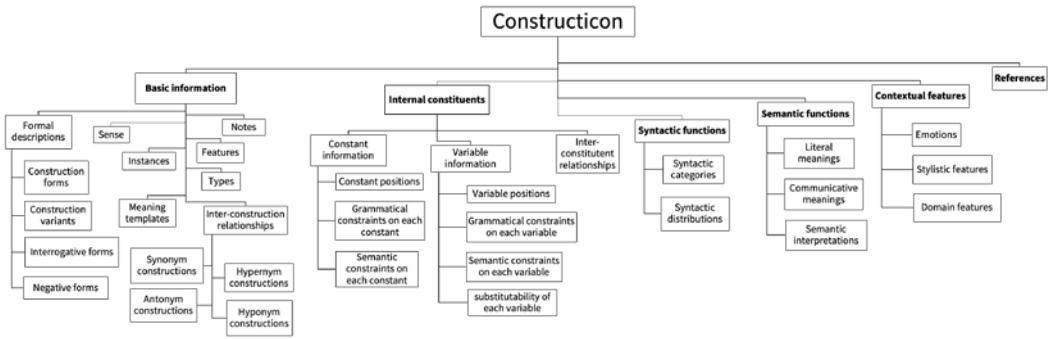 Constructicon
Basic information
Formal
descriptions
Construction
forms
Construction
variants
Interrogative forms
Negative forms
Sense
Notes
Instances
Features
Types
Meaning
templates
Inter-construction
relationships
Synonym
constructions
Antonym
constructions
Hypernym
constructions
Hyponym
constructions
Internal constituents
Constant
information
Constant positions
Grammatical
constraints on each
constant
Semantic
constraints on
each constant
Variable
information
Variable positions
Grammatical constraints
on each variable
Semantic constraints
on each variable
substitutability of
each variable
Inter-
constitutent
relationships
Syntactic functions
Syntactic
categories
Syntactic
distributions
Semantic functions
Literal
meanings
Communicative
meanings
Semantic
interpretations
Contextual features
Emotions
Stylistic features
Domain features
References